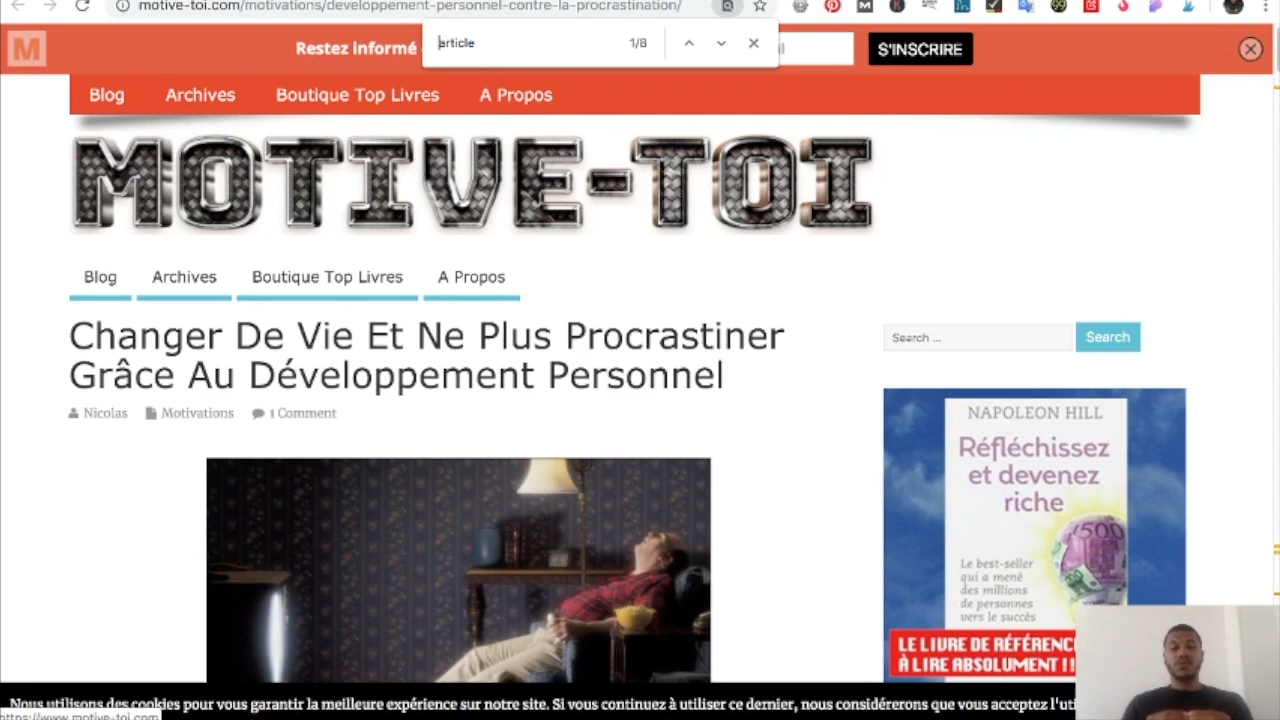 motive-toi.com/motivations/developpement-personnel-contre-la-procrastination/
article 1/8
M Restez informé
S'INSCRIRE
Blog Archives Boutique Top Livres A Propos
MOTIVE-TOI
Blog Archives Boutique Top Livres A Propos
Changer De Vie Et Ne Plus Procrastiner
Grâce Au Développement Personnel
Nicolas Motivations 1 Comment
Search ... Search
NAPOLEON HILL
Réfléchissez
et devenez
riche
500
Le best-seller
qui a mené
des millions
de personnes
vers le succès
LE LIVRE DE RÉFÉRENC
À LIRE ABSOLUMENT !!
Nous utilisons des cookies pour vous garantir la meilleure expérience sur notre site. Si vous continuez à utiliser ce dernier, nous considérerons que vous acceptez l'uti
https://www.motive-toi.com